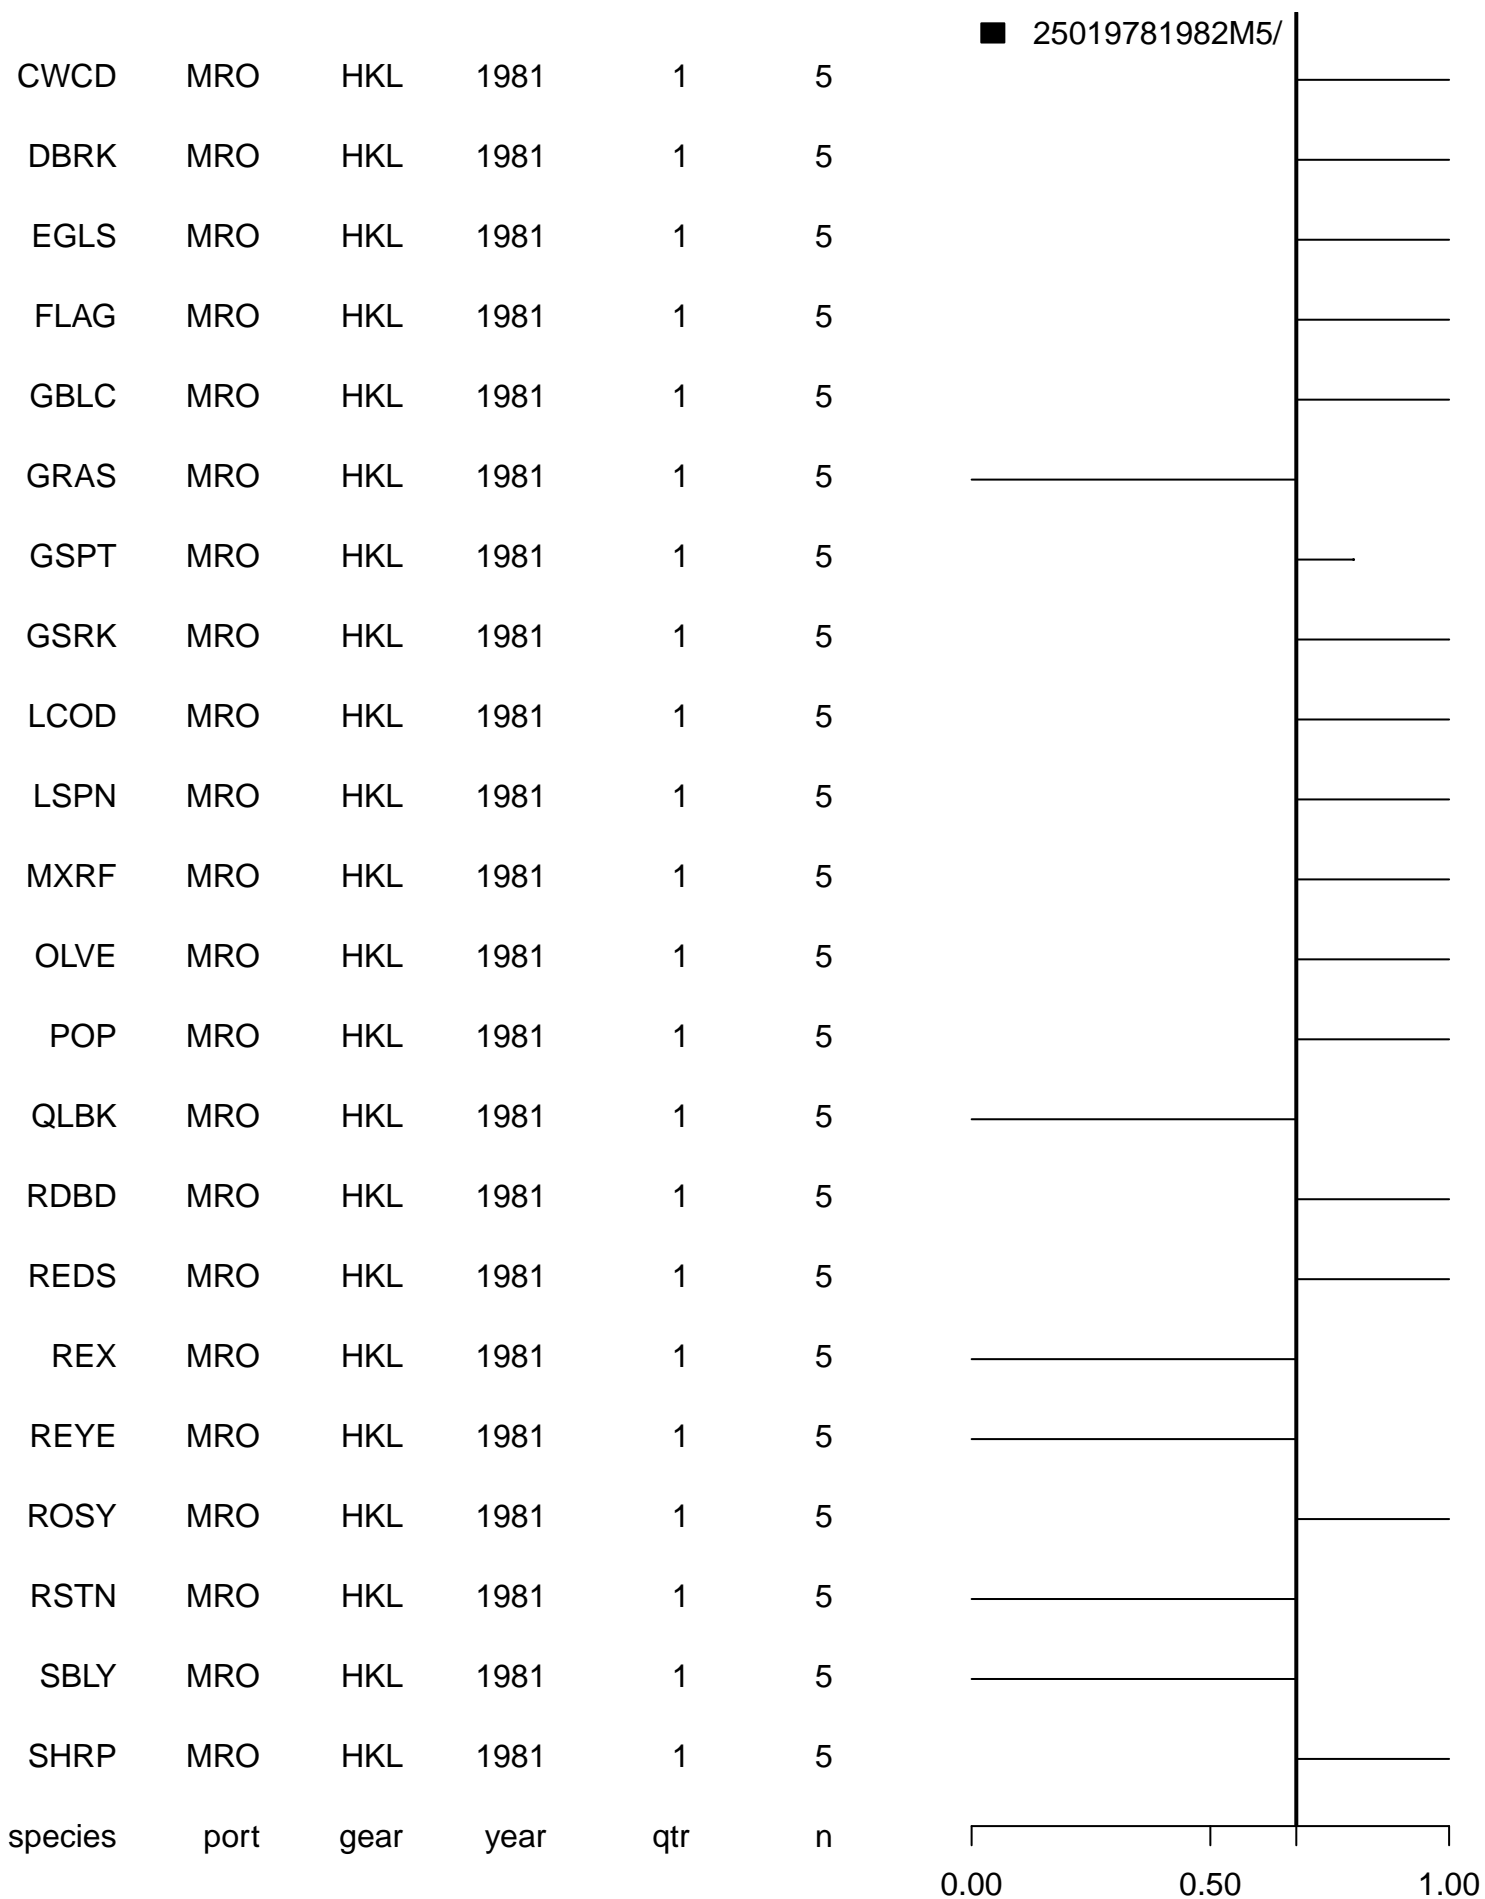 25019781982M5/
CWCD MRO HKL 1981 1 5
DBRK MRO HKL 1981 1 5
EGLS MRO HKL 1981 1 5
FLAG MRO HKL 1981 1 5
GBLC MRO HKL 1981 1 5
GRAS MRO HKL 1981 1 5
GSPT MRO HKL 1981 1 5
GSRK MRO HKL 1981 1 5
LCOD MRO HKL 1981 1 5
LSPN MRO HKL 1981 1 5
MXRF MRO HKL 1981 1 5
OLVE MRO HKL 1981 1 5
POP MRO HKL 1981 1 5
QLBK MRO HKL 1981 1 5
RDBD MRO HKL 1981 1 5
REDS MRO HKL 1981 1 5
REX MRO HKL 1981 1 5
REYE MRO HKL 1981 1 5
ROSY MRO HKL 1981 1 5
RSTN MRO HKL 1981 1 5
SBLY MRO HKL 1981 1 5
SHRP MRO HKL 1981 1 5
species port gear year qtr n
0.00 0.50 1.00